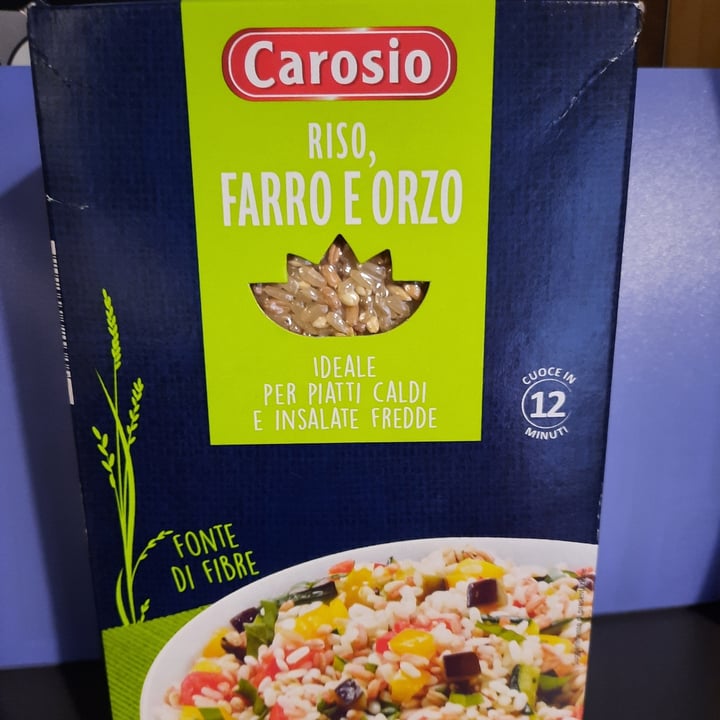 Carosio
RISO,
FARRO E ORZO
IDEALE
PER PIATTI CALDI
E INSALATE FREDDE
CUOCE IN
12
MINUTI
FONTE
DI FIBRE